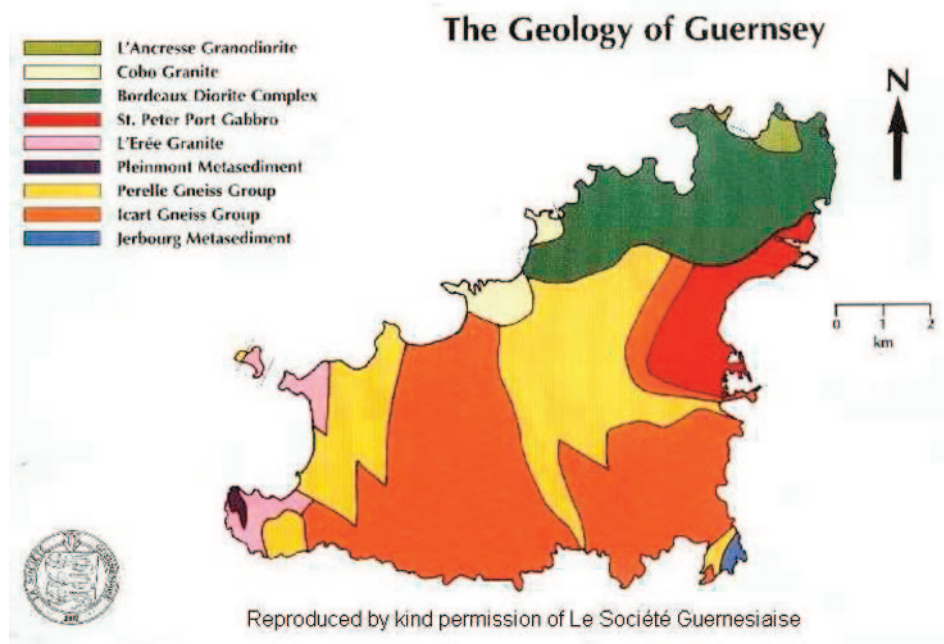 The Geology of Guernsey
L'Ancresse Granodiorite
Cobo Granite
Bordeaux Diorite Complex
St. Peter Port Gabbro
L'Erée Granite
Pleinmont Metasediment
Perelle Gneiss Group
Icart Gneiss Group
Jerbourg Metasediment
N
0 1 2
km
Reproduced by kind permission of Le Société Guernesiaise